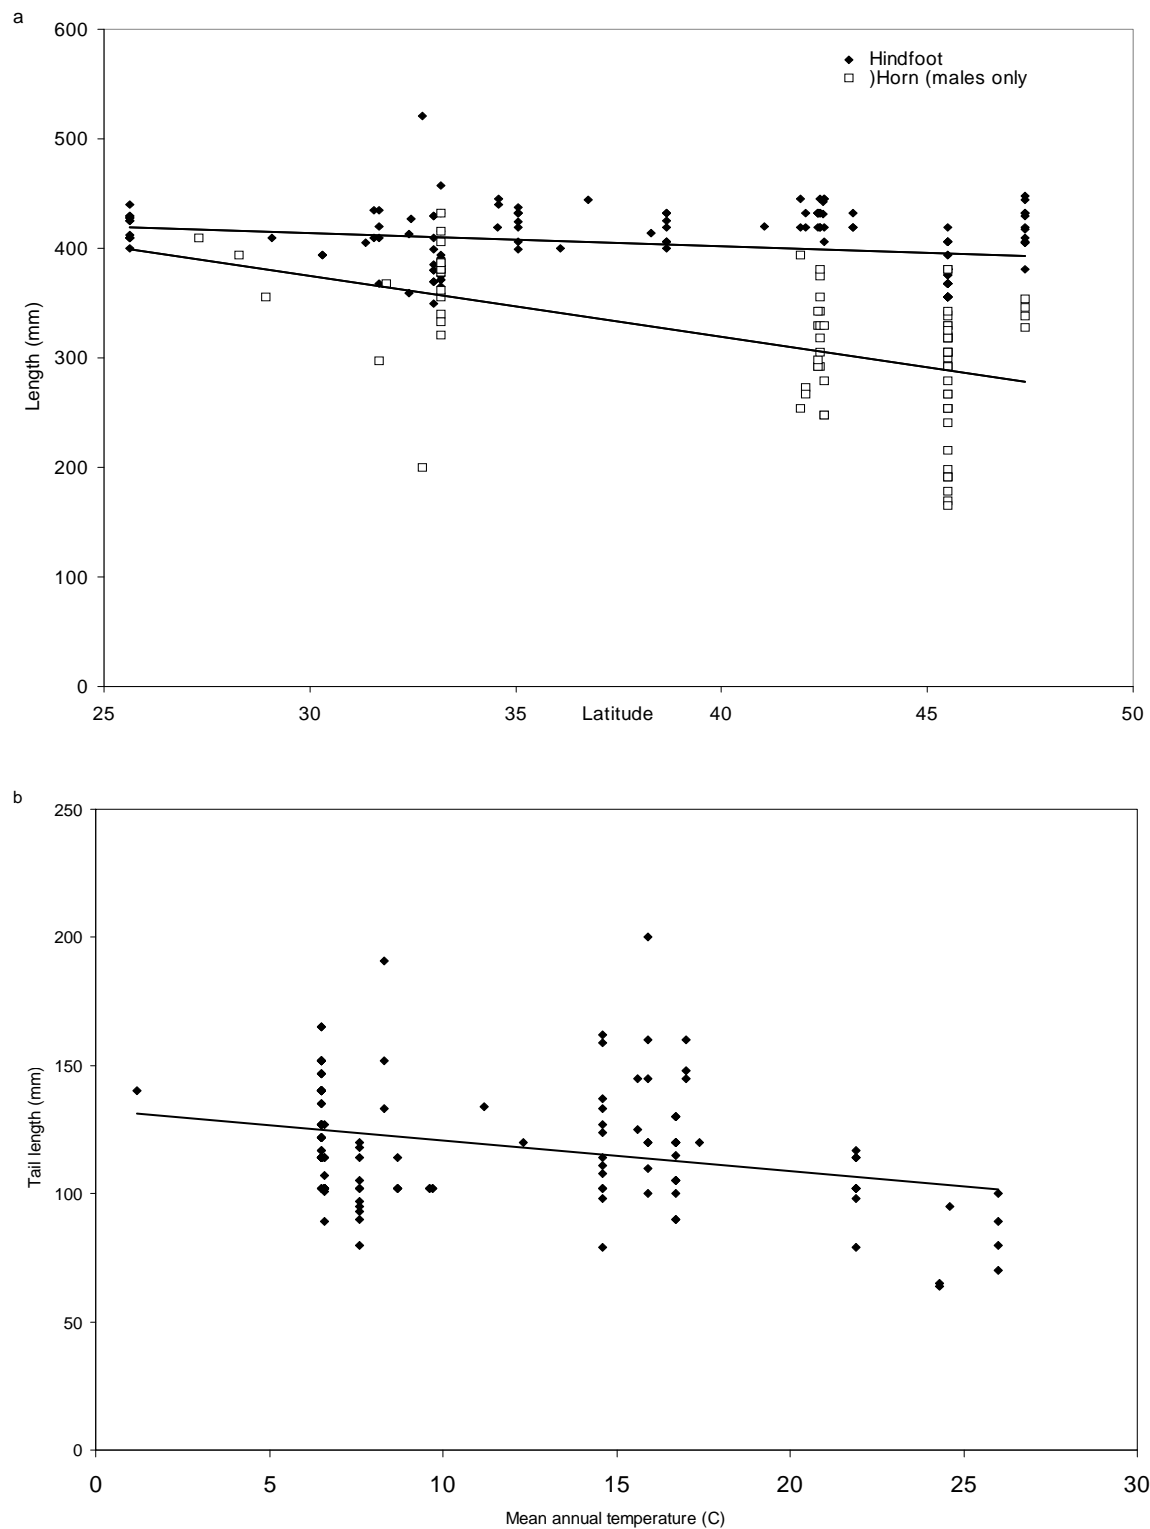 a
600
500
400
300
200
100
0
Length (mm)
Hindfoot
)Horn (males only
25 30 35 40 45 50
Latitude
b
250
200
150
100
50
0
Tail length (mm)
0 5 10 15 20 25 30
Mean annual temperature (C)